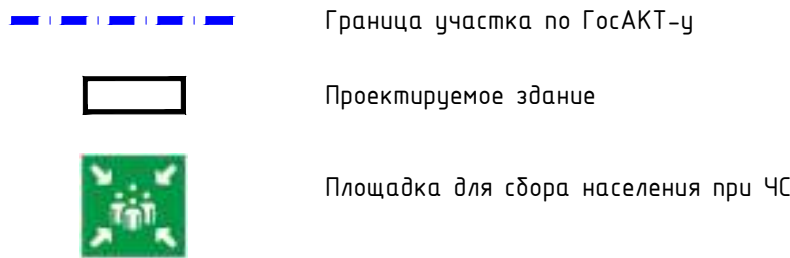 Граница участка по ГосАКТ-у
Проектируемое здание
Площадка для сбора населения при ЧС